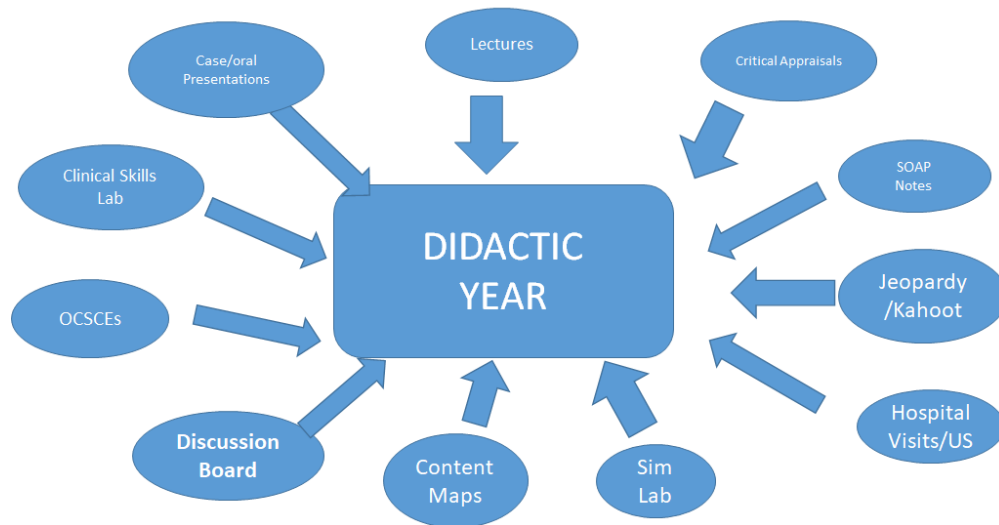 Lectures
Case/oral
Presentations
Critical Appraisals
Clinical Skills
Lab
SOAP
Notes
DIDACTIC
YEAR
Jeopardy
/Kahoot
OCSCEs
Hospital
Visits/US
Discussion
Board
Content
Maps
Sim
Lab